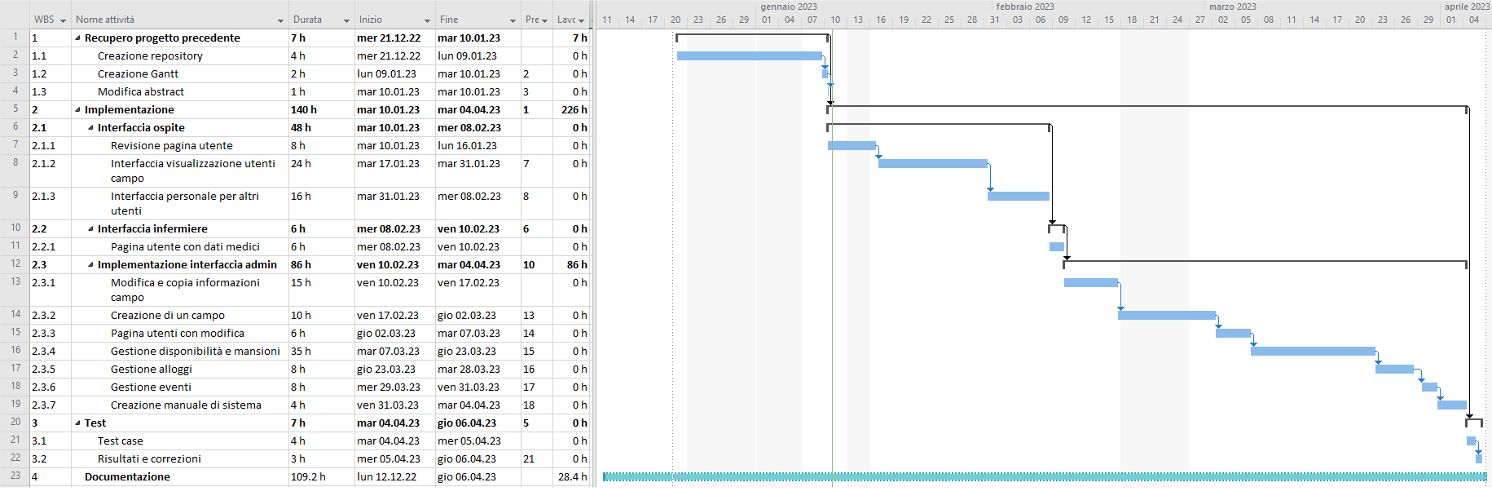 gennaio 2023 febbraio 2023 marzo 2023 aprile 2023
WBS Nome attività Durata Inizio Fine Pre Lavo 11 14 17 20 23 26 29 01 04 07 10 13 16 19 22 25 28 31 03 06 09 12 15 18 21 24 27 02 05 08 11 14 17 20 23 26 29 01 04
1 1 Recupero progetto precedente 7 h mer 21.12.22 mar 10.01.23 7 h
2 1.1 Creazione repository 4 h mer 21.12.22 lun 09.01.23 0 h
3 1.2 Creazione Gantt 2 h lun 09.01.23 mar 10.01.23 2 0 h
4 1.3 Modifica abstract 1 h mar 10.01.23 mar 10.01.23 3 0 h
5 2 Implementazione 140 h mar 10.01.23 mar 04.04.23 1 226 h
6 2.1 Interfaccia ospite 48 h mar 10.01.23 mer 08.02.23 0 h
7 2.1.1 Revisione pagina utente 8 h mar 10.01.23 lun 16.01.23 0 h
8 2.1.2 Interfaccia visualizzazione utenti 24 h mar 17.01.23 mar 31.01.23 7 0 h
campo
9 2.1.3 Interfaccia personale per altri 16 h mar 31.01.23 mer 08.02.23 8 0 h
utenti
10 2.2 Interfaccia infermiere 6 h mer 08.02.23 ven 10.02.23 6 0 h
11 2.2.1 Pagina utente con dati medici 6 h mer 08.02.23 ven 10.02.23 0 h
12 2.3 Implementazione interfaccia admin 86 h ven 10.02.23 mar 04.04.23 10 86 h
13 2.3.1 Modifica e copia informazioni 15 h ven 10.02.23 ven 17.02.23 0 h
campo
14 2.3.2 Creazione di un campo 10 h ven 17.02.23 gio 02.03.23 13 0 h
15 2.3.3 Pagina utenti con modifica 6 h gio 02.03.23 mar 07.03.23 14 0 h
16 2.3.4 Gestione disponibilità e mansioni 35 h mar 07.03.23 gio 23.03.23 15 0 h
17 2.3.5 Gestione alloggi 8 h gio 23.03.23 mar 28.03.23 16 0 h
18 2.3.6 Gestione eventi 8 h mer 29.03.23 ven 31.03.23 17 0 h
19 2.3.7 Creazione manuale di sistema 4 h ven 31.03.23 mar 04.04.23 18 0 h
20 3 Test 7 h mar 04.04.23 gio 06.04.23 5 0 h
21 3.1 Test case 4 h mar 04.04.23 mer 05.04.23 0 h
22 3.2 Risultati e correzioni 3 h mer 05.04.23 gio 06.04.23 21 0 h
23 4 Documentazione 109.2 h lun 12.12.22 gio 06.04.23 28.4 h